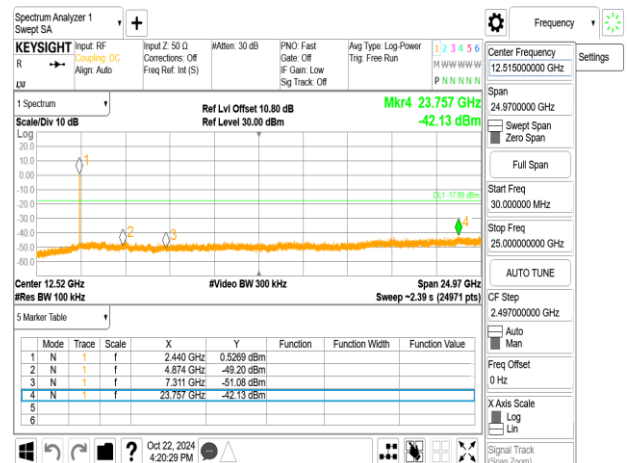 Spectrum Analyzer 1
Swept SA
+
Frequency
KEYSIGHT
R
LXI
Input: RF
Coupling: DC
Align: Auto
Input Z: 50 Ω
Corrections: Off
Freq Ref: Int (S)
#Atten: 30 dB
PNO: Fast
Gate: Off
IF Gain: Low
Sig Track: Off
Avg Type: Log-Power
Trig: Free Run
1 2 3 4 5 6
M W W W W W
P N N N N N
1 Spectrum
Scale/Div 10 dB
Ref Lvl Offset 10.80 dB
Ref Level 30.00 dBm
Mkr4 23.757 GHz
-42.13 dBm
Log
20.0
10.0
0.00
-10.0
-20.0
-30.0
-40.0
-50.0
-60.0
1
2
3
4
Center 12.52 GHz
#Res BW 100 kHz
#Video BW 300 kHz
Span 24.97 GHz
Sweep ~2.39 s (24971 pts)
5 Marker Table
Mode Trace Scale X Y Function Function Width Function Value
1 N 1 f 2.440 GHz 0.5269 dBm
2 N 1 f 4.874 GHz -49.20 dBm
3 N 1 f 7.311 GHz -51.08 dBm
4 N 1 f 23.757 GHz -42.13 dBm
5
6
?
Oct 22, 2024
4:20:29 PM
Center Frequency
12.515000000 GHz
Settings
Span
24.9700000 GHz
Swept Span
Zero Span
Full Span
Start Freq
30.000000 MHz
Stop Freq
25.000000000 GHz
AUTO TUNE
CF Step
2.497000000 GHz
Auto
Man
Freq Offset
0 Hz
X Axis Scale
Log
Lin
Signal Track
(Span Zoom)